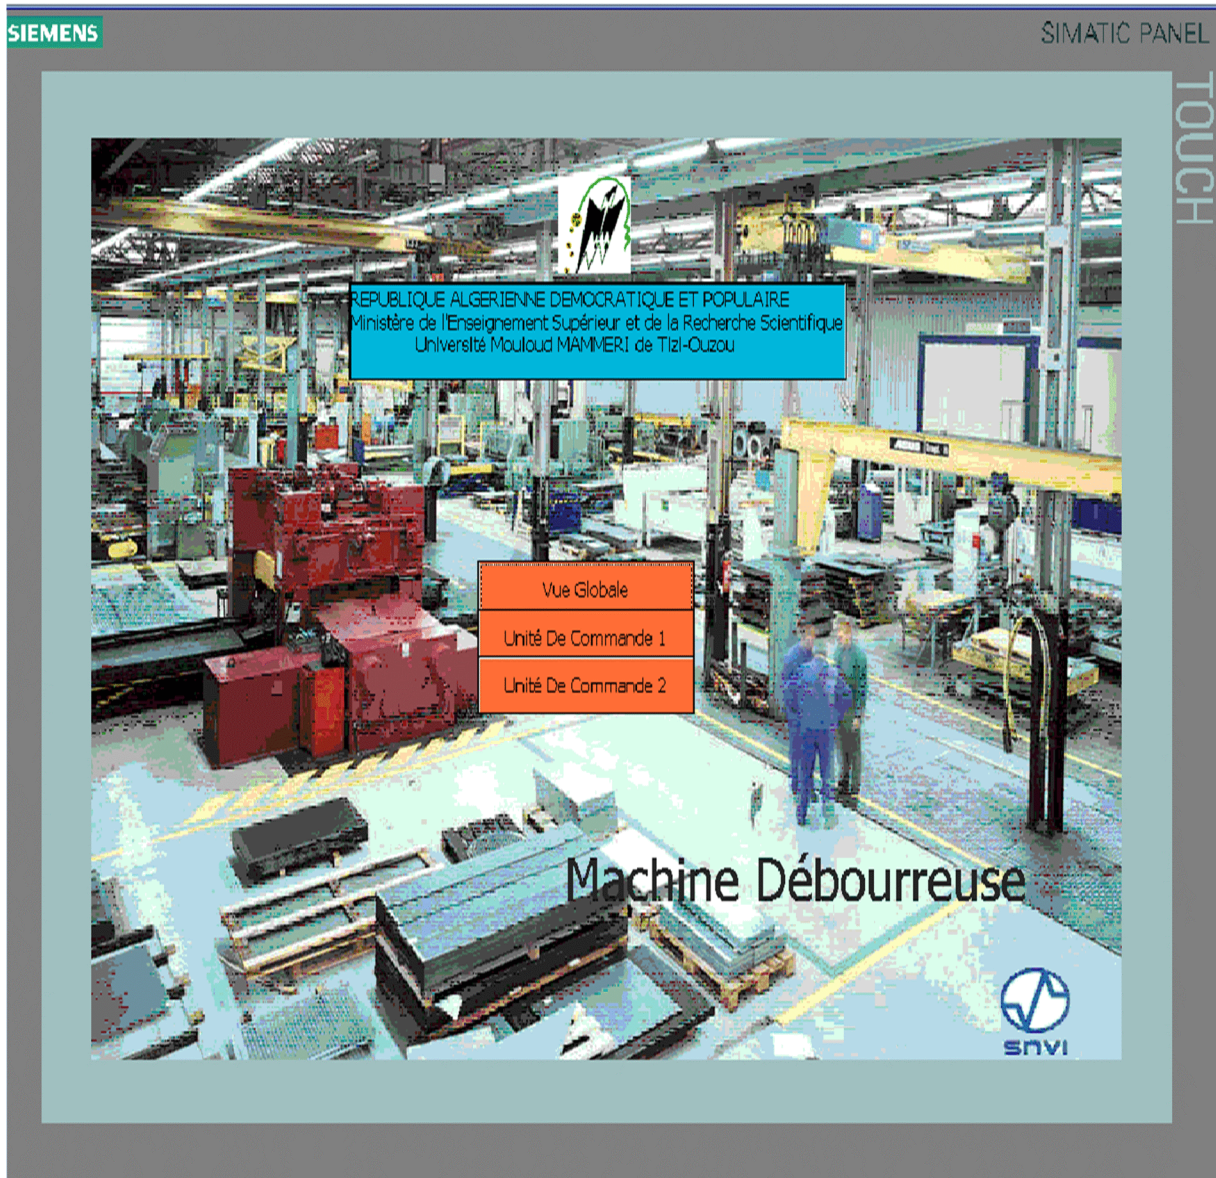 SIEMENS
SIMATIC PANEL
TOUCH
REPUBLIQUE ALGERIENNE DEMOCRATIQUE ET POPULAIRE
Ministère de l'Enseignement Supérieur et de la Recherche Scientifique
Université Mouloud MAMMERI de Tizi-Ouzou
Vue Globale
Unité De Commande 1
Unité De Commande 2
Machine Débourreuse
SNVI